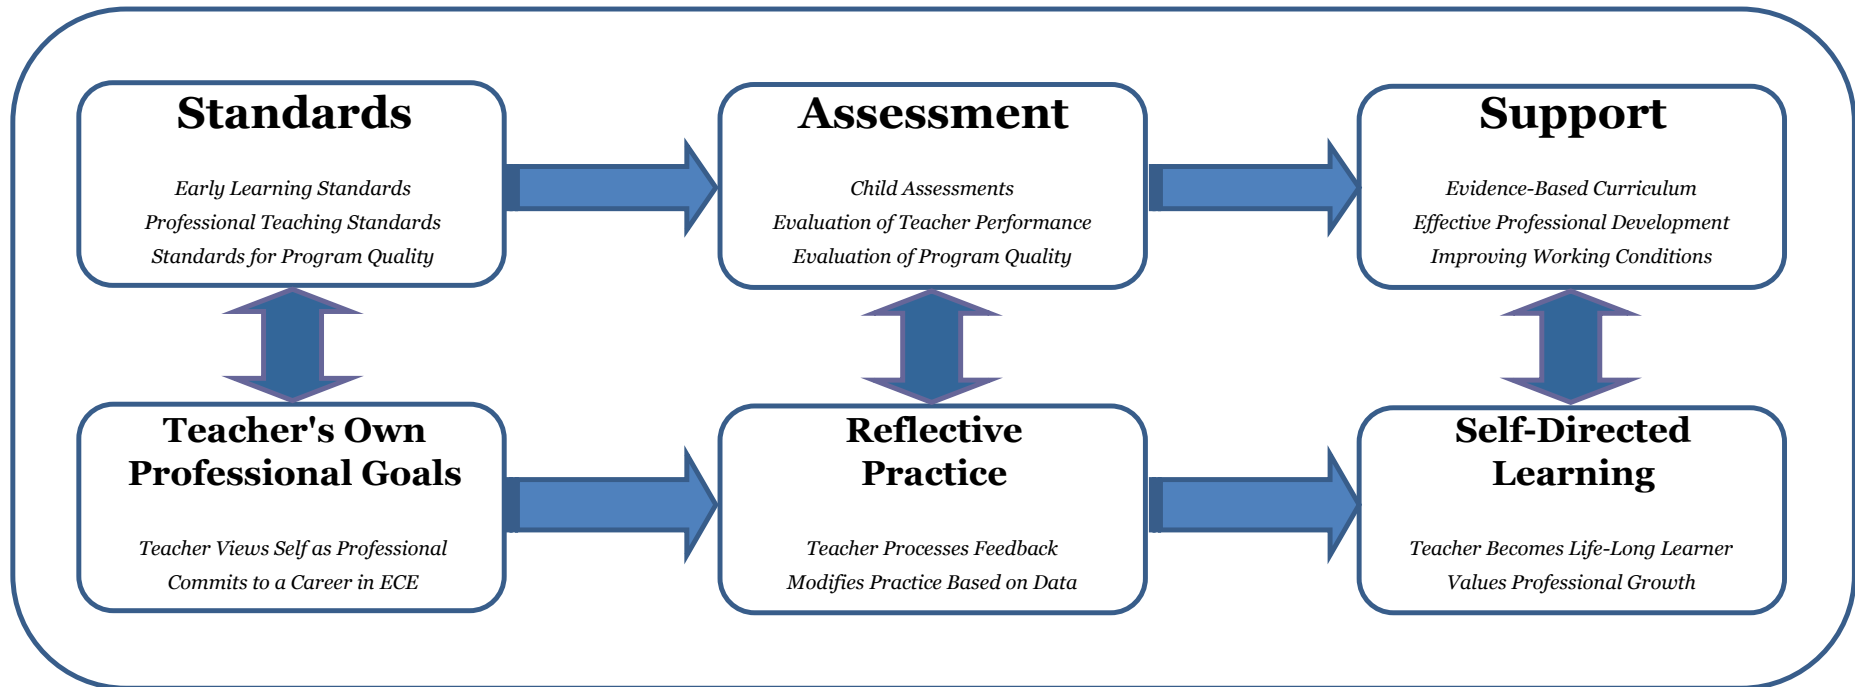 Standards
Early Learning Standards
Professional Teaching Standards
Standards for Program Quality
Assessment
Child Assessments
Evaluation of Teacher Performance
Evaluation of Program Quality
Support
Evidence-Based Curriculum
Effective Professional Development
Improving Working Conditions
Teacher's Own
Professional Goals
Teacher Views Self as Professional
Commits to a Career in ECE
Reflective
Practice
Teacher Processes Feedback
Modifies Practice Based on Data
Self-Directed
Learning
Teacher Becomes Life-Long Learner
Values Professional Growth